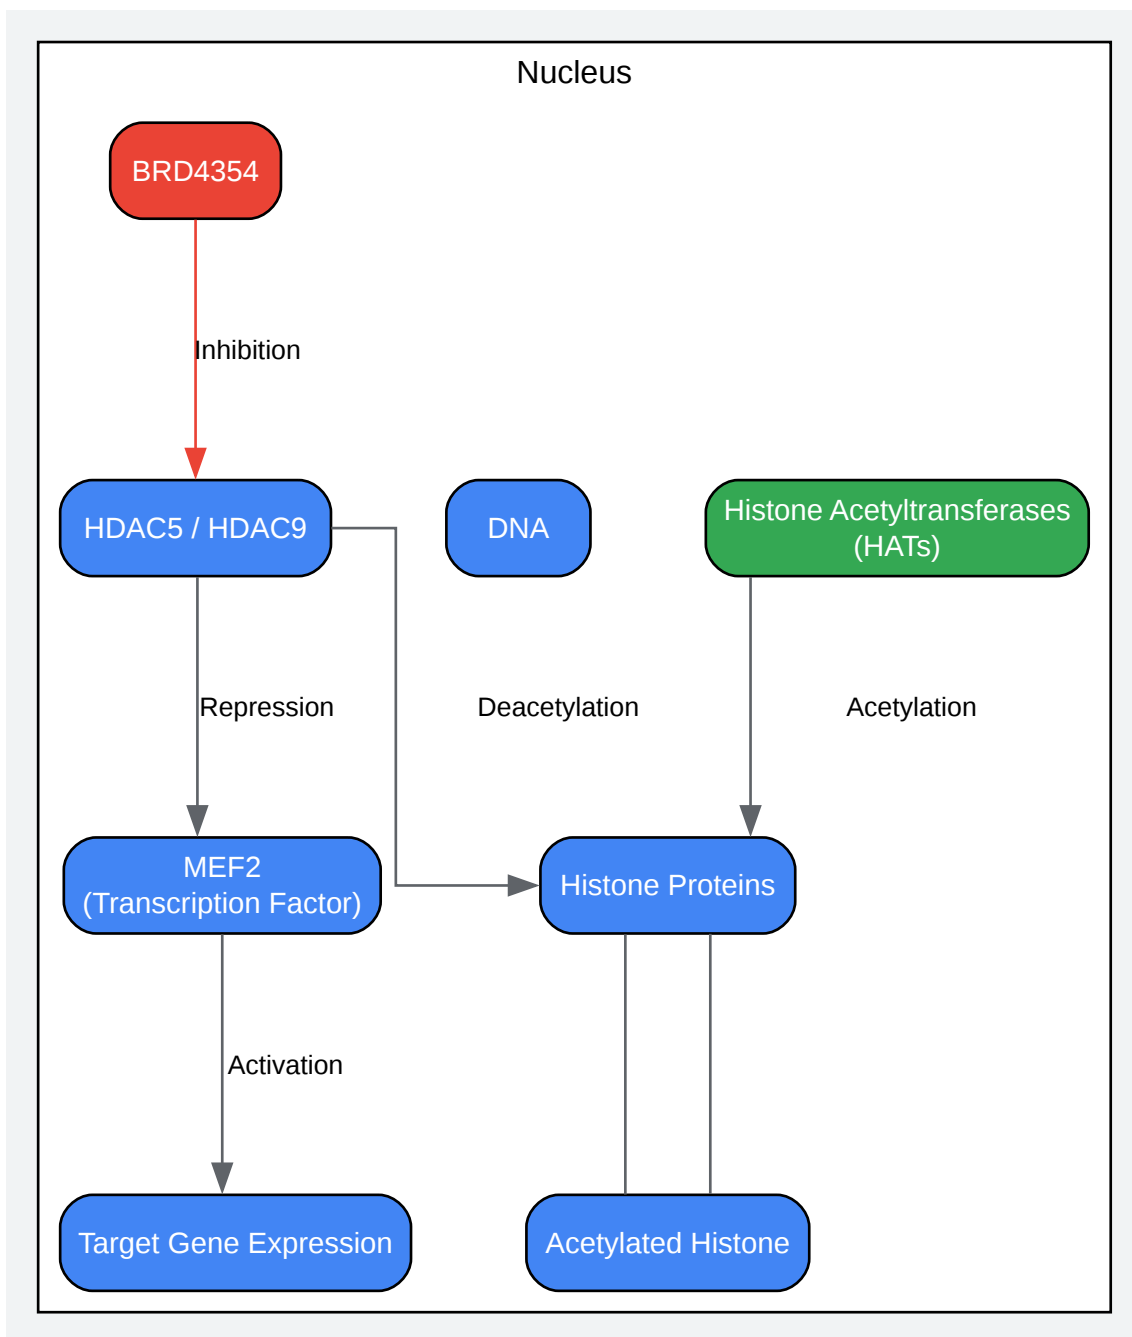 Nucleus
BRD4354
Inhibition
HDAC5 / HDAC9
DNA
Histone Acetyltransferases
(HATs)
Repression
Deacetylation
Acetylation
MEF2
(Transcription Factor)
Histone Proteins
Activation
Target Gene Expression
Acetylated Histone